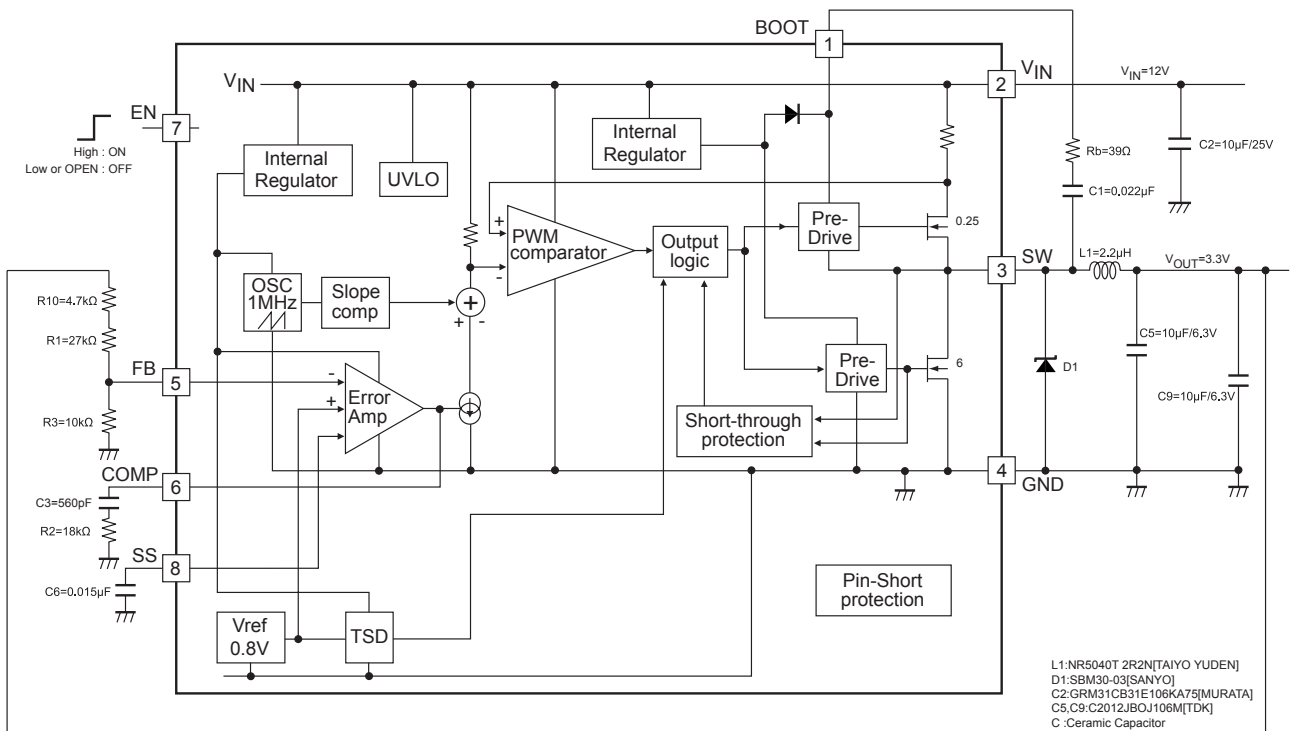 BOOT
1
VIN
VIN
2
VIN=12V
EN
7
High : ON
Low or OPEN : OFF
Internal
Regulator
UVLO
Internal
Regulator
Rb=39Ω
C2=10μF/25V
C1=0.022μF
+
PWM
comparator
-
Output
logic
Pre-
Drive
0.25
3
SW
L1=2.2μH
VOUT=3.3V
R10=4.7kΩ
OSC
1MHz
Slope
comp
+
+
-
R1=27kΩ
C5=10μF/6.3V
FB
5
-
+
Error
Amp
Pre-
Drive
6
D1
C9=10μF/6.3V
R3=10kΩ
Short-through
protection
COMP
6
4
GND
C3=560pF
R2=18kΩ
SS
8
C6=0.015μF
Pin-Short
protection
Vref
0.8V
TSD
L1:NR5040T 2R2N[TAIYO YUDEN]
D1:SBM30-03[SANYO]
C2:GRM31CB31E106KA75[MURATA]
C5,C9:C2012JBOJ106M[TDK]
C :Ceramic Capacitor